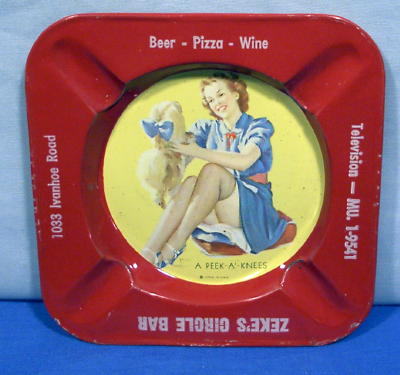 Beer - Pizza - Wine
1033 Ivanhoe Road
Television — MU. 1-9541
A PEEK-A'-KNEES
ZEKE'S CIRCLE BAR